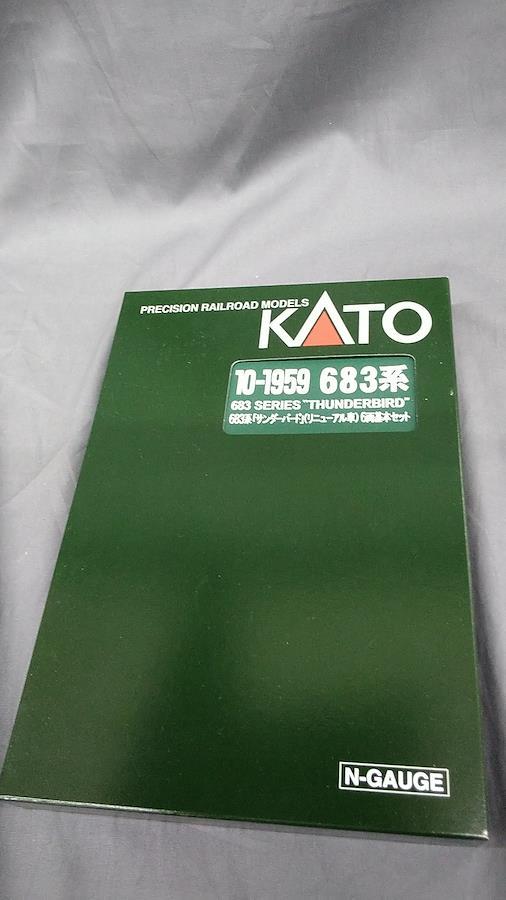 PRECISION RAILROAD MODELS
KATO
10-1959 683系
683 SERIES "THUNDERBIRD"
683系「サンダーバード」(リニューアル車) 6両基本セット
N-GAUGE